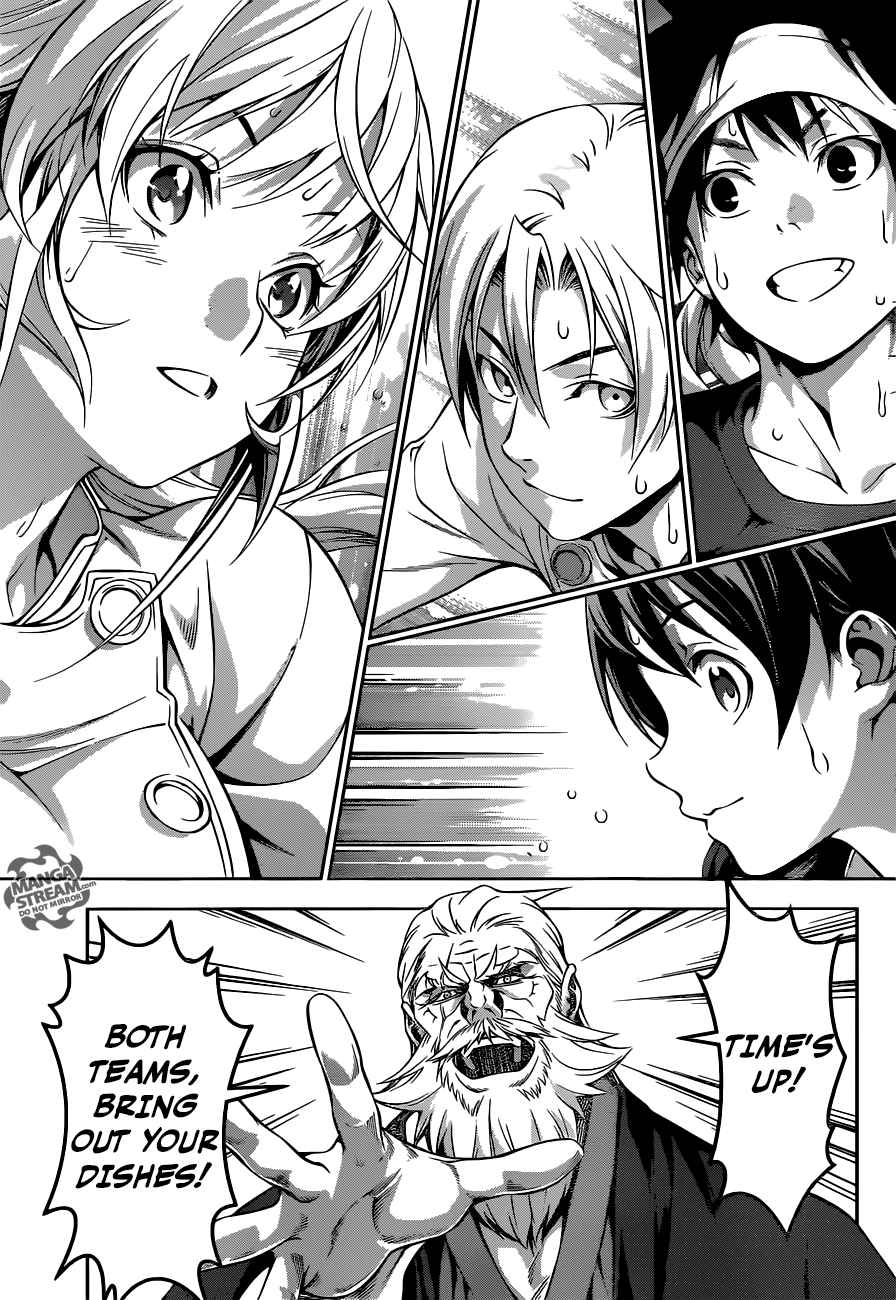 MANGA
STREAM.com
DO NOT MIRROR!
TIME'S
UP!
BOTH
TEAMS,
BRING
OUT YOUR
DISHES!